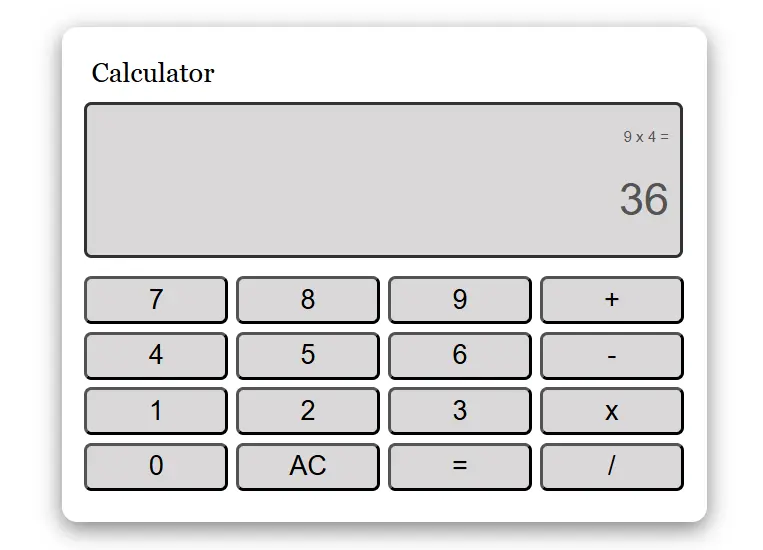 Calculator
9 x 4 =
36
7 8 9 +
4 5 6 -
1 2 3 x
0 AC = /